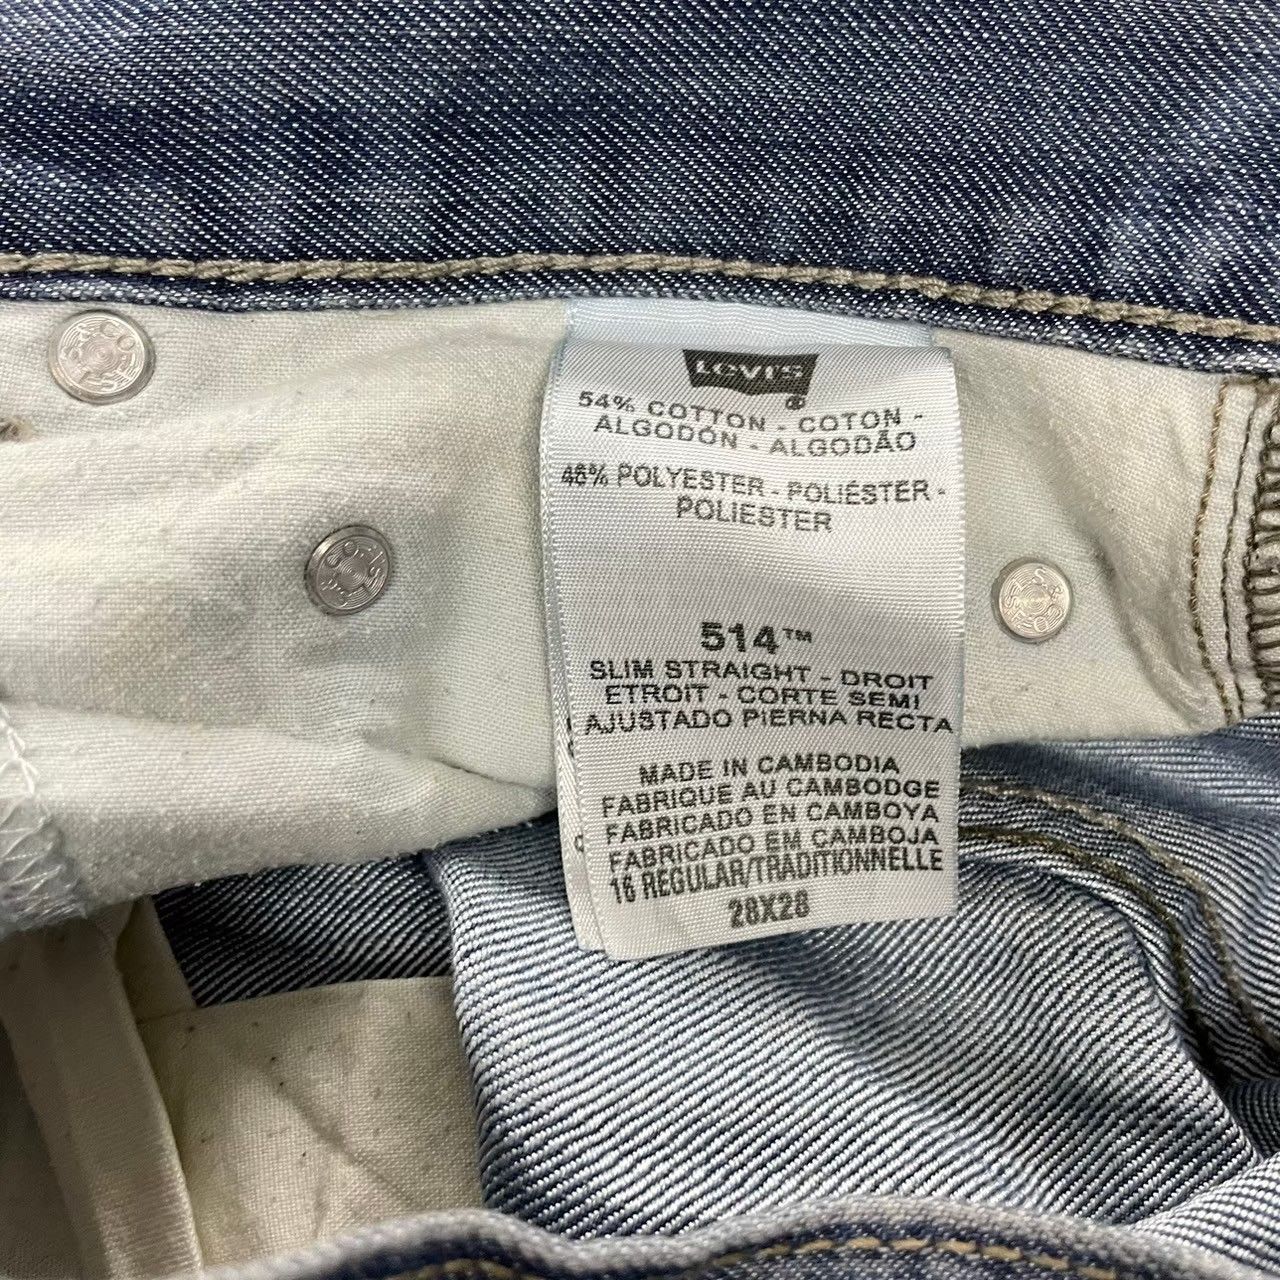 Levi's
®
54% COTTON - COTON -
ALGODÓN - ALGODÃO
46% POLYESTER - POLIÉSTER -
POLIESTER
514™
SLIM STRAIGHT - DROIT
ETROIT - CORTE SEMI
AJUSTADO PIERNA RECTA
MADE IN CAMBODIA
FABRIQUE AU CAMBODGE
FABRICADO EN CAMBOYA
FABRICADO EM CAMBOJA
16 REGULAR/TRADITIONNELLE
28X28